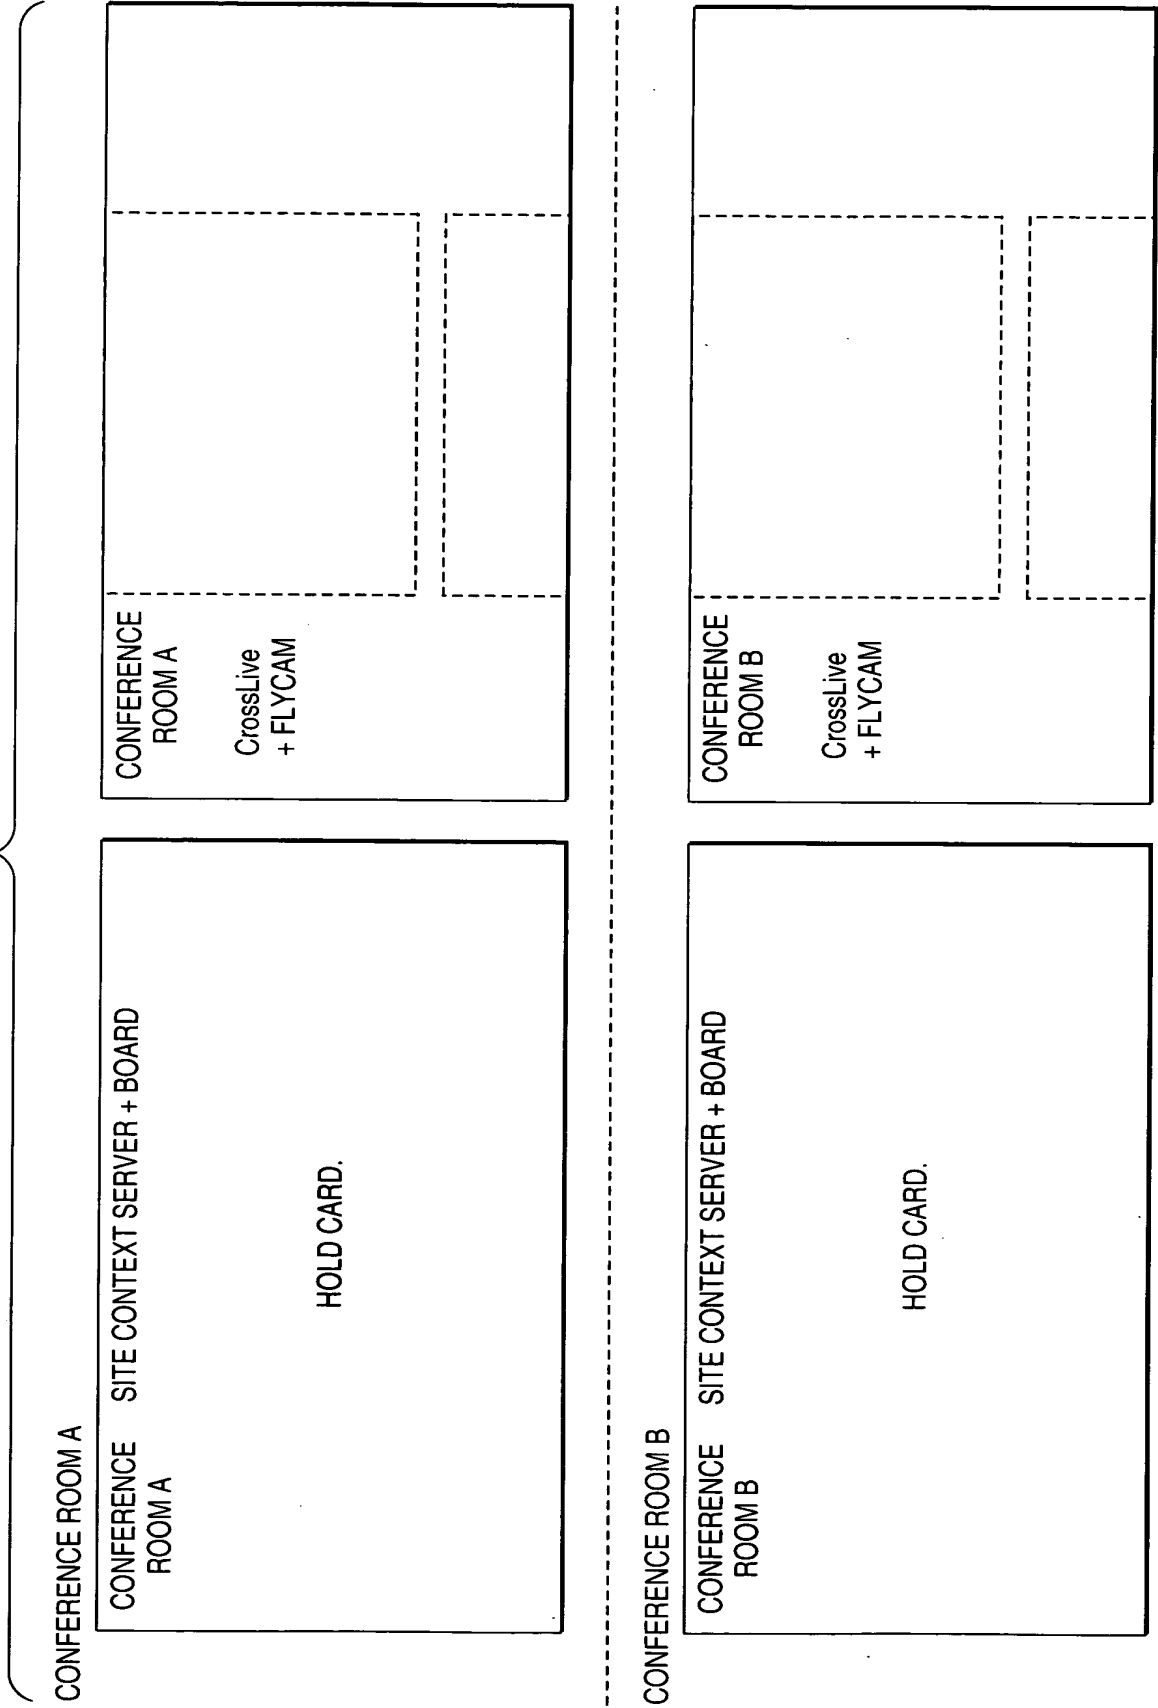 CONFERENCE ROOM A
CONFERENCE
ROOM A
SITE CONTEXT SERVER + BOARD
HOLD CARD.
CONFERENCE
ROOM A
CrossLive
+ FLYCAM
CONFERENCE ROOM B
CONFERENCE
ROOM B
SITE CONTEXT SERVER + BOARD
HOLD CARD.
CONFERENCE
ROOM B
CrossLive
+ FLYCAM